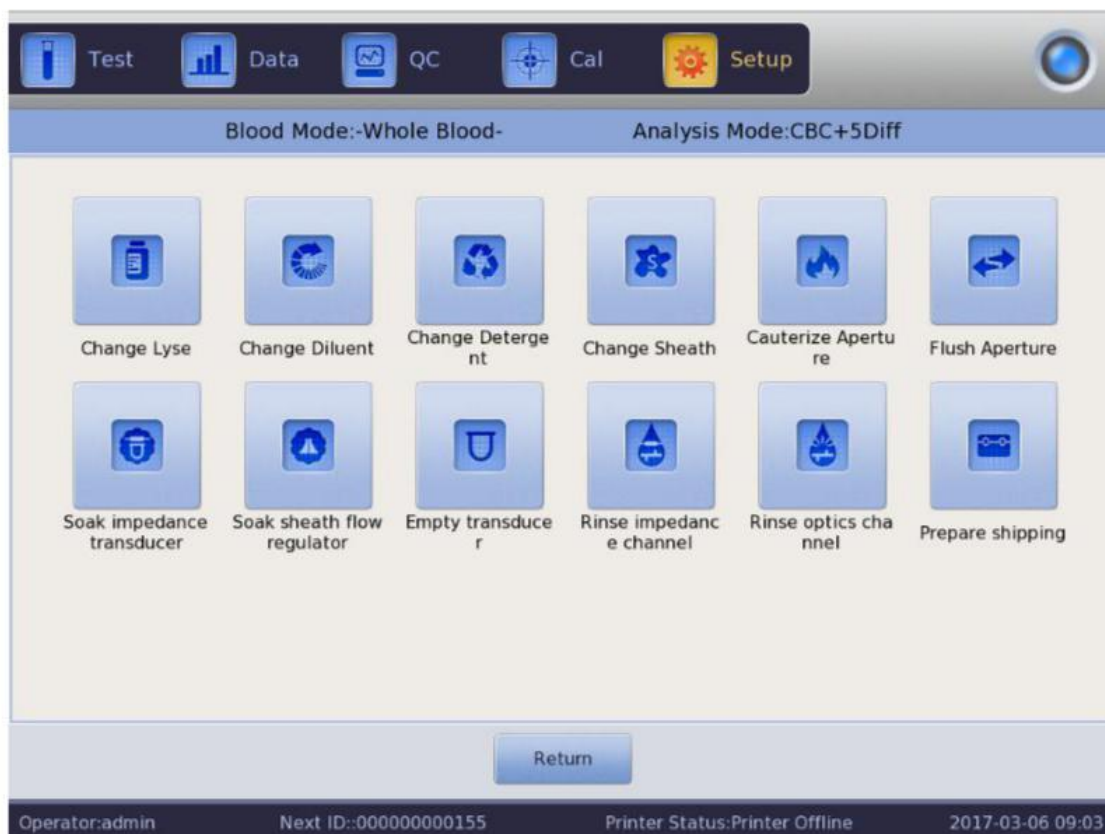 Test Data QC Cal Setup
Blood Mode:-Whole Blood- Analysis Mode:CBC+5Diff
Change Lyse
Change Diluent
Change Deterge
nt
Change Sheath
Cauterize Apertu
re
Flush Aperture
Soak impedance
transducer
Soak sheath flow
regulator
Empty transduce
r
Rinse impedanc
e channel
Rinse optics cha
nnel
Prepare shipping
Return
Operator:admin Next ID::000000000155 Printer Status:Printer Offline 2017-03-06 09:03